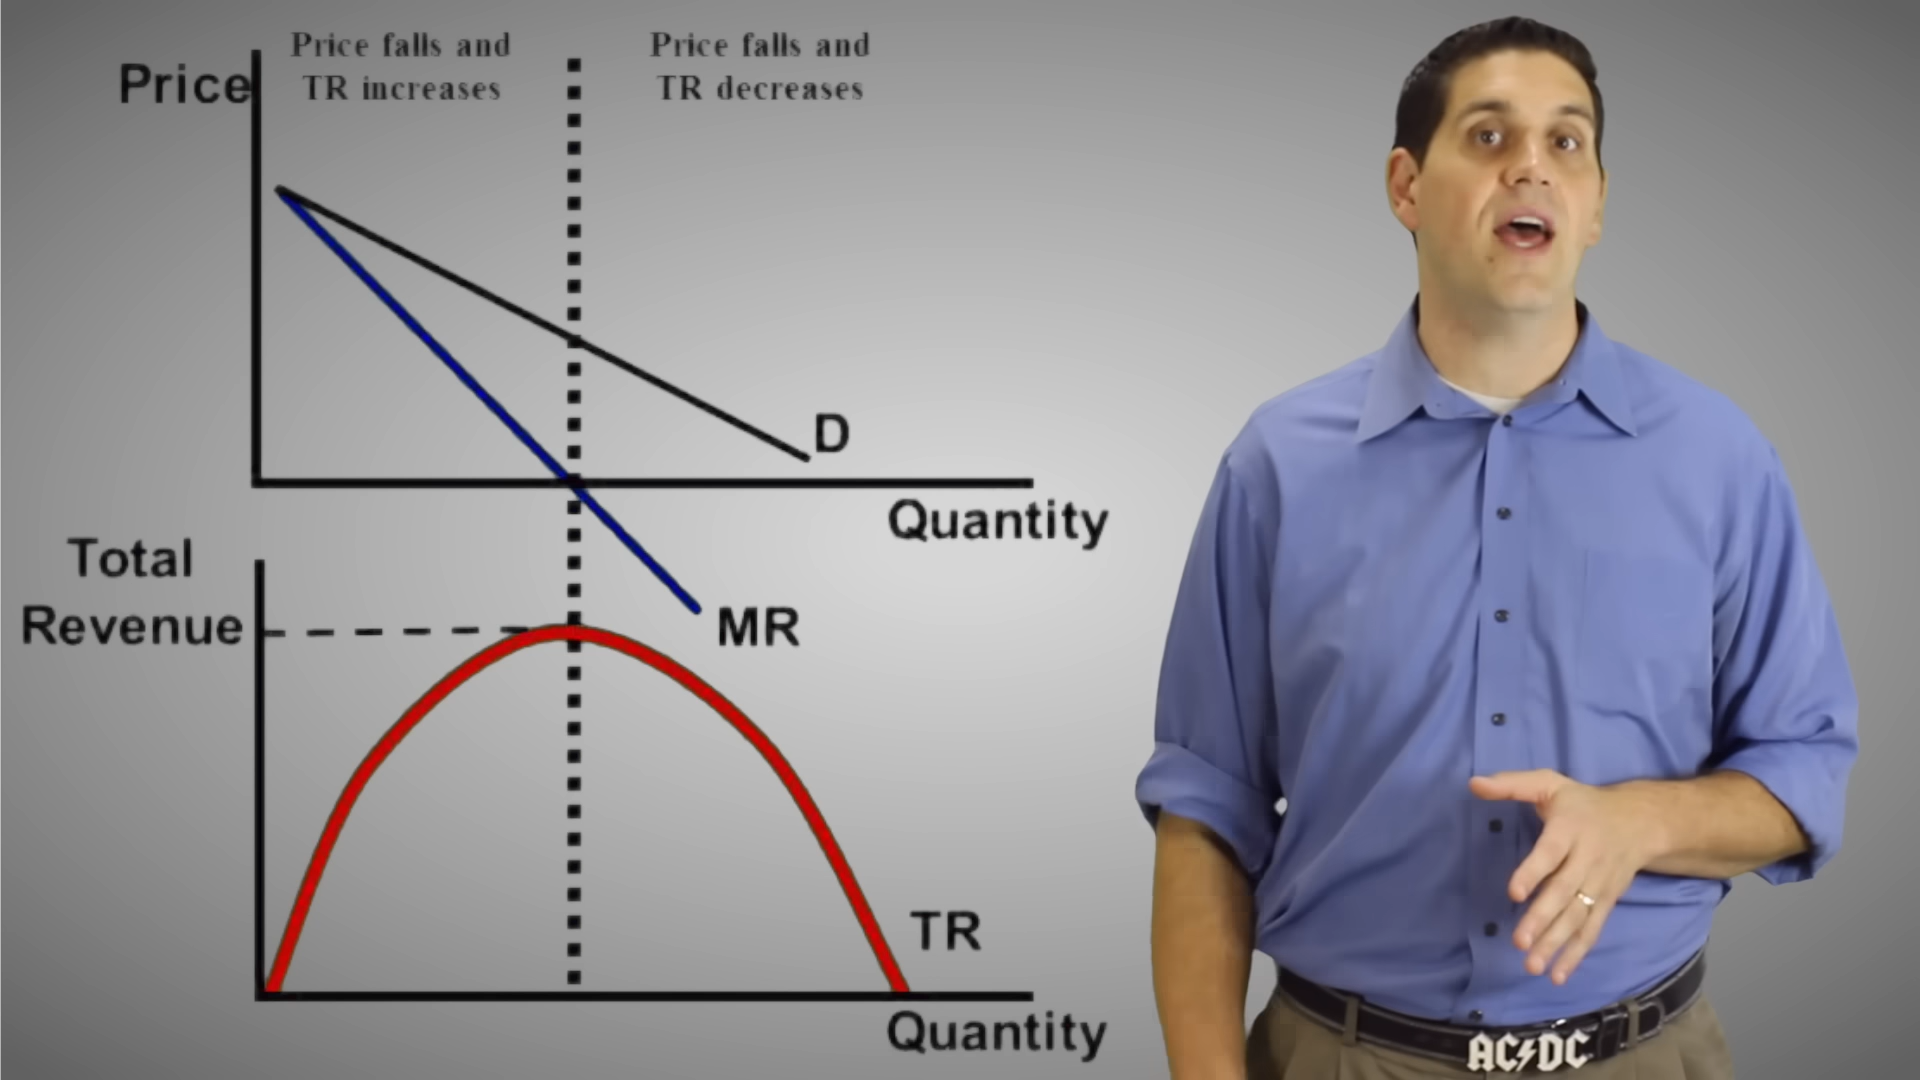 Price falls and
TR increases
Price falls and
TR decreases
Price
D
Quantity
Total
Revenue
MR
TR
Quantity
AC⚡DC